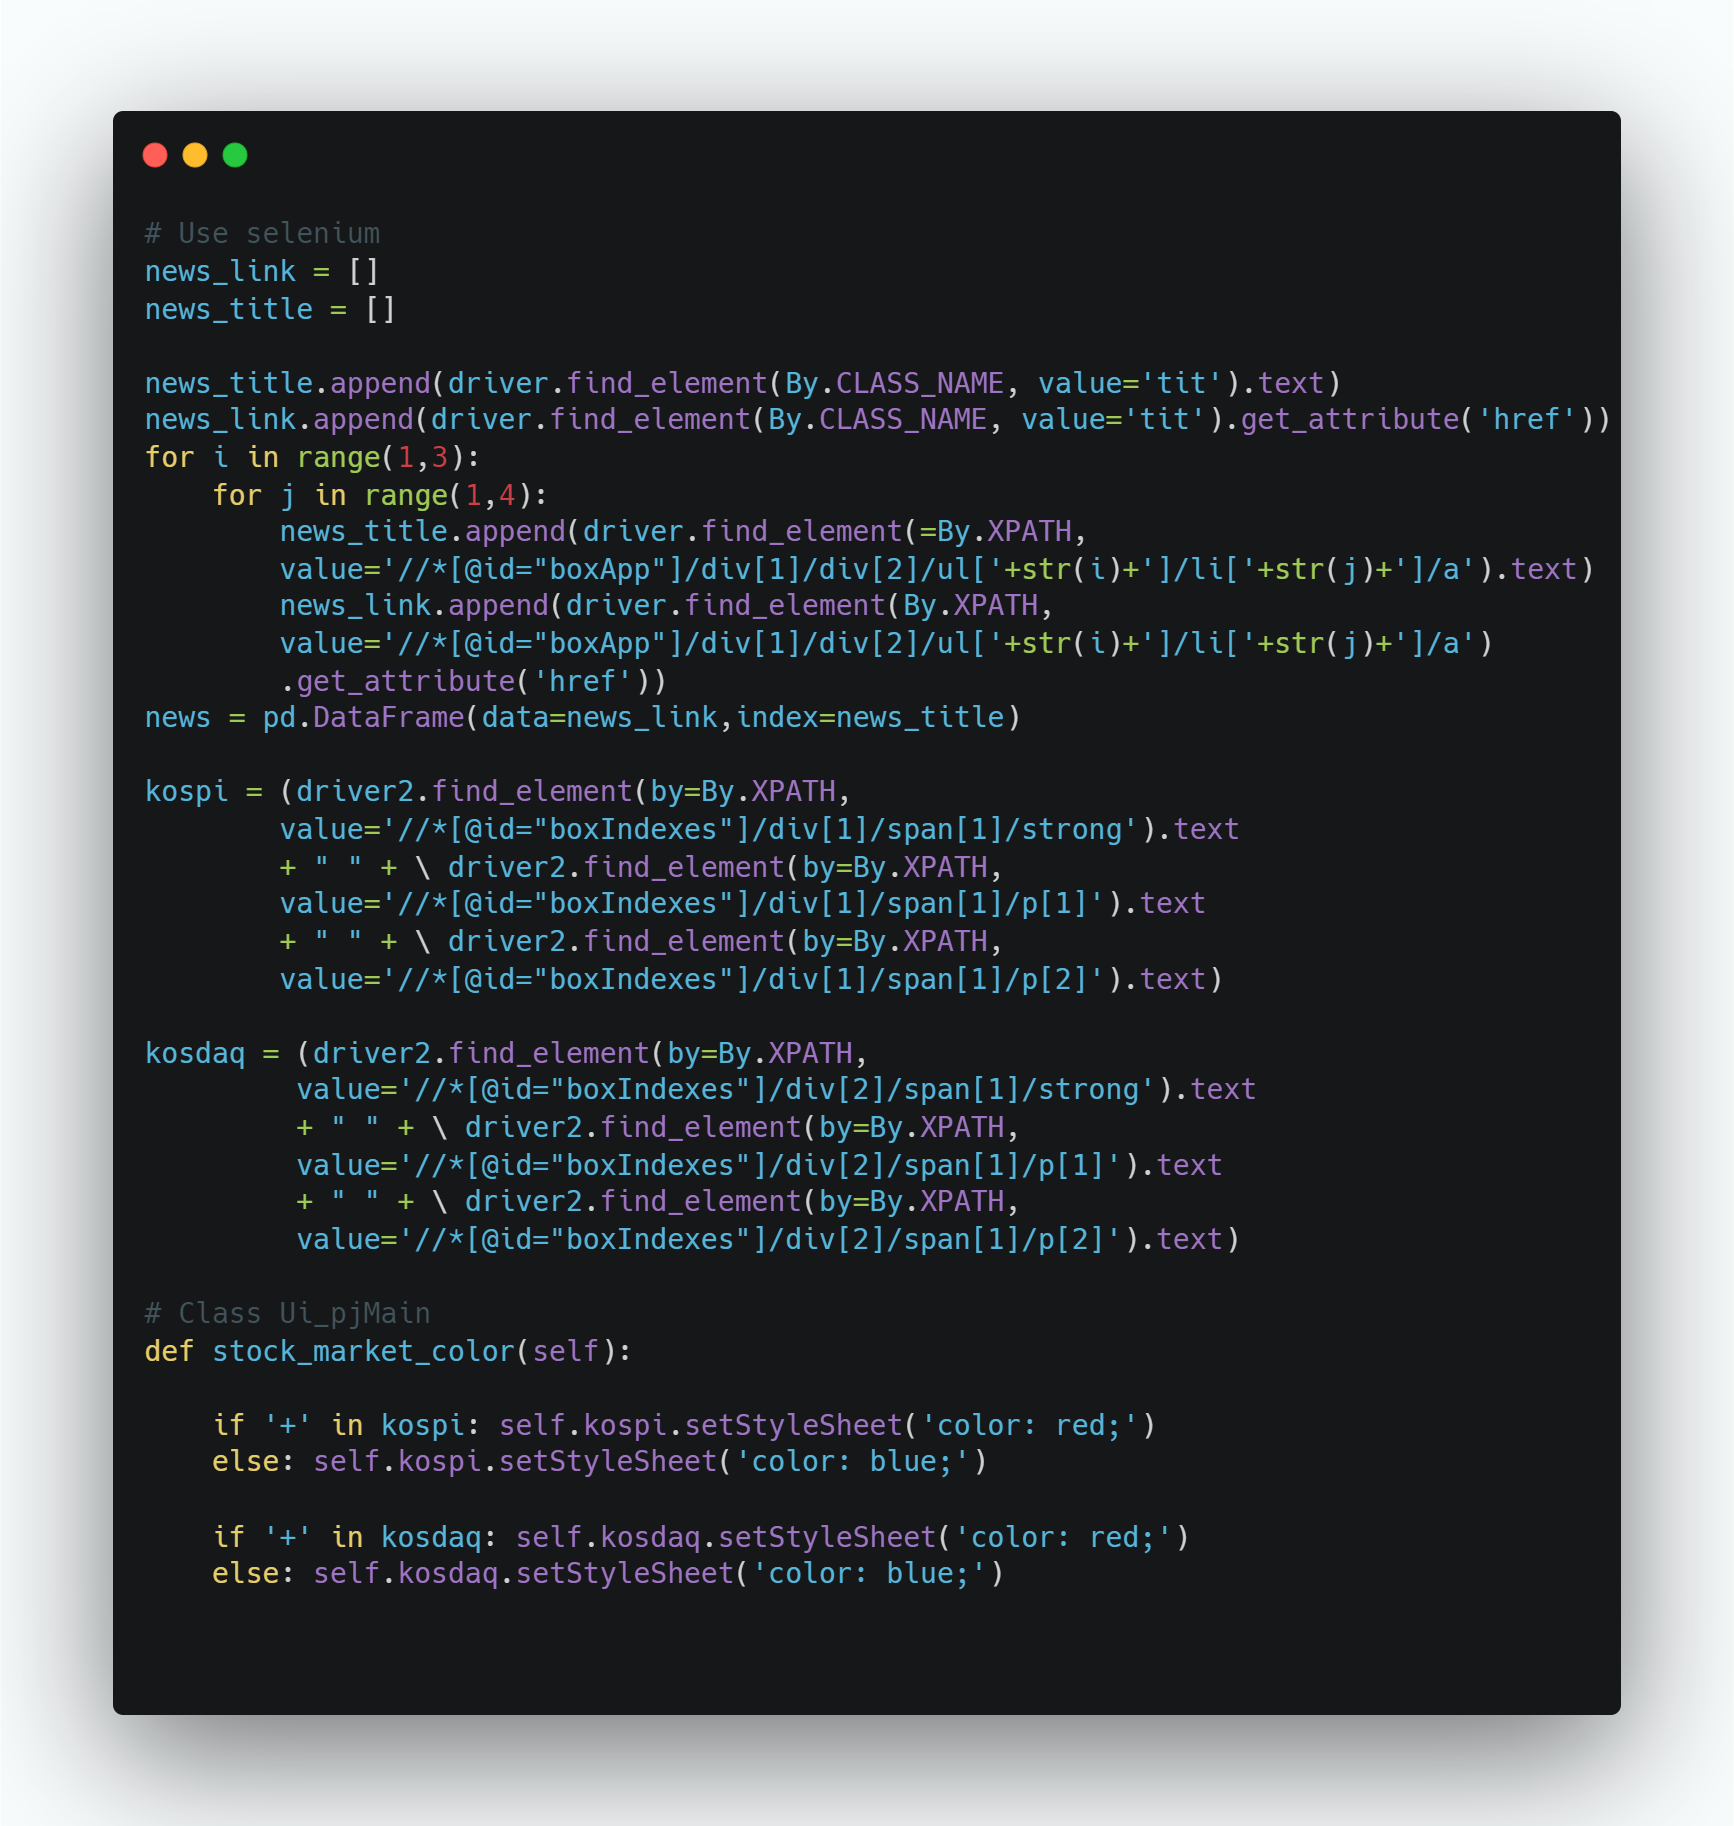 # Use selenium
news_link = []
news_title = []

news_title.append(driver.find_element(By.CLASS_NAME, value='tit').text)
news_link.append(driver.find_element(By.CLASS_NAME, value='tit').get_attribute('href'))
for i in range(1,3):
    for j in range(1,4):
        news_title.append(driver.find_element(=By.XPATH,
        value='//*[@id="boxApp"]/div[1]/div[2]/ul['+str(i)+']/li['+str(j)+']/a').text)
        news_link.append(driver.find_element(By.XPATH,
        value='//*[@id="boxApp"]/div[1]/div[2]/ul['+str(i)+']/li['+str(j)+']/a')
        .get_attribute('href'))
news = pd.DataFrame(data=news_link,index=news_title)

kospi = (driver2.find_element(by=By.XPATH,
        value='//*[@id="boxIndexes"]/div[1]/span[1]/strong').text
        + " " + \ driver2.find_element(by=By.XPATH,
        value='//*[@id="boxIndexes"]/div[1]/span[1]/p[1]').text
        + " " + \ driver2.find_element(by=By.XPATH,
        value='//*[@id="boxIndexes"]/div[1]/span[1]/p[2]').text)

kosdaq = (driver2.find_element(by=By.XPATH,
         value='//*[@id="boxIndexes"]/div[2]/span[1]/strong').text
         + " " + \ driver2.find_element(by=By.XPATH,
         value='//*[@id="boxIndexes"]/div[2]/span[1]/p[1]').text
         + " " + \ driver2.find_element(by=By.XPATH,
         value='//*[@id="boxIndexes"]/div[2]/span[1]/p[2]').text)

# Class Ui_pjMain
def stock_market_color(self):

    if '+' in kospi: self.kospi.setStyleSheet('color: red;')
    else: self.kospi.setStyleSheet('color: blue;')

    if '+' in kosdaq: self.kosdaq.setStyleSheet('color: red;')
    else: self.kosdaq.setStyleSheet('color: blue;')